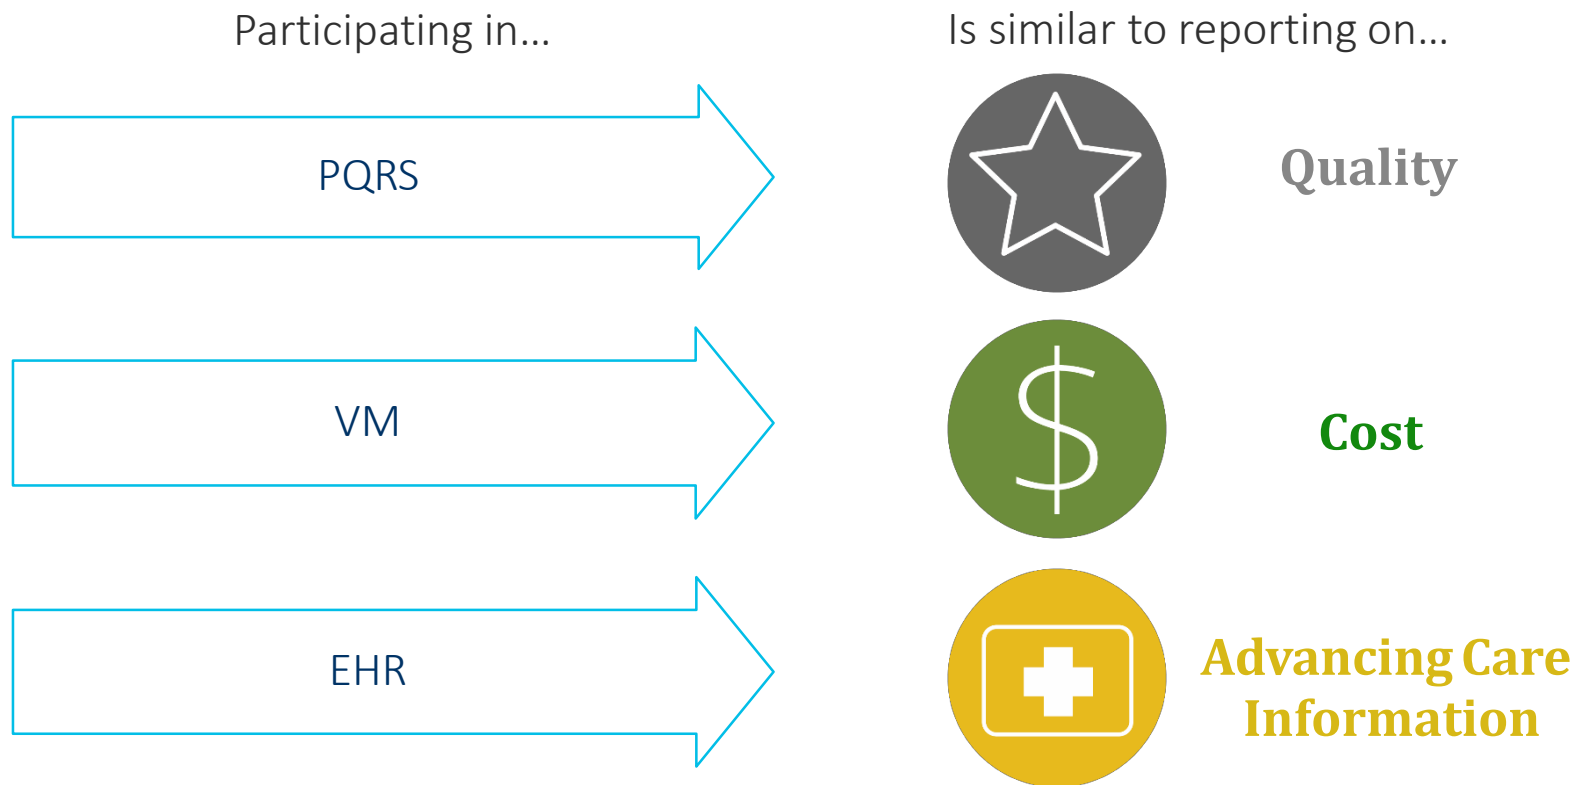 Participating in...
Is similar to reporting on...
PQRS
Quality
VM
$
Cost
EHR
Advancing Care
Information